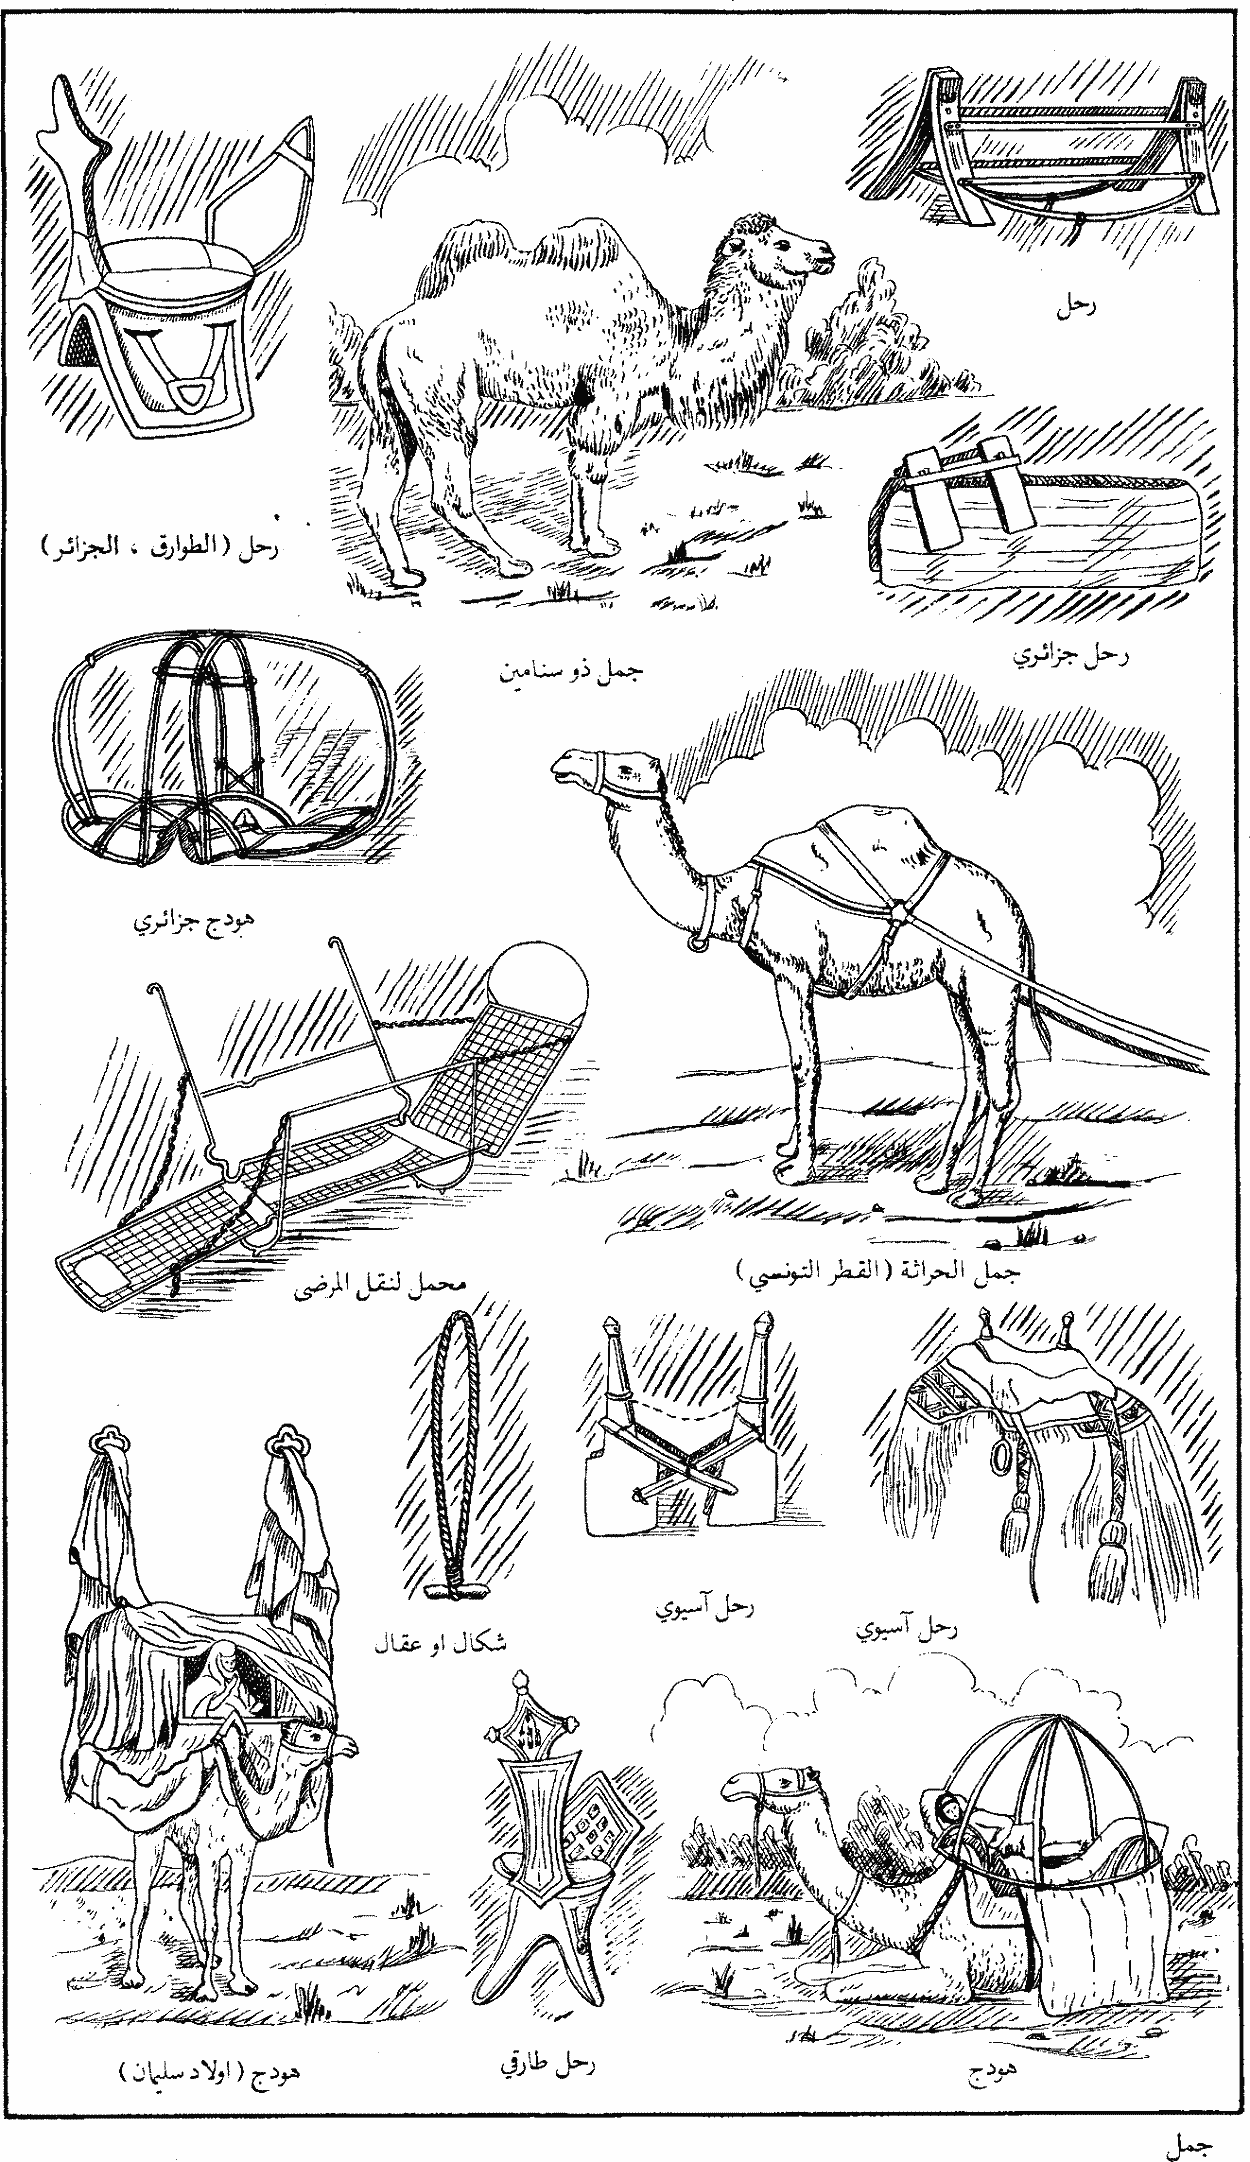 رحل
رحل (الطوارق ، الجزائر)
جمل ذو سنامين
رحل جزائري
هودج جزائري
جمل الحراثة (القطر التونسي)
محمل لنقل المرضى
رحل آسيوي
رحل آسيوي
شكال او عقال
هودج
رحل طارقي
هودج (اولاد سليمان)
جمل